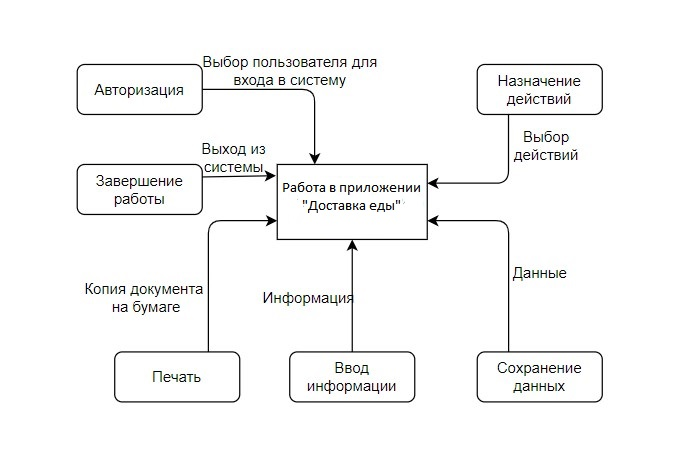 Выбор пользователя для
входа в систему
Авторизация
Назначение
действий
Выбор
действий
Выход из
системы
Завершение
работы
Работа в приложении
"Доставка еды"
Данные
Копия документа
на бумаге
Информация
Печать
Ввод
информации
Сохранение
данных